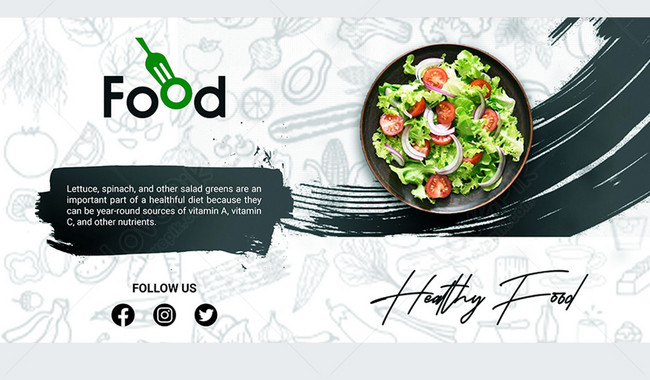 Food
Lettuce, spinach, and other salad greens are an
important part of a healthful diet because they
can be year-round sources of vitamin A, vitamin
C, and other nutrients.
FOLLOW US
Healthy Food